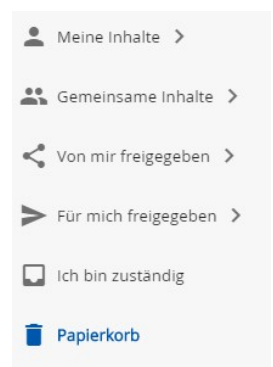 Meine Inhalte
Gemeinsame Inhalte
Von mir freigegeben
Für mich freigegeben
Ich bin zuständig
Papierkorb